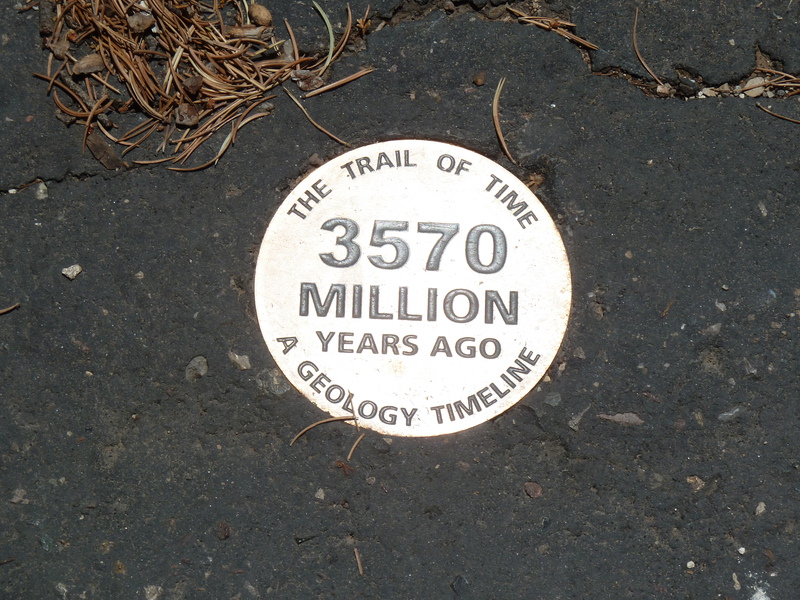 THE TRAIL OF TIME
3570
MILLION
YEARS AGO
A GEOLOGY TIMELINE